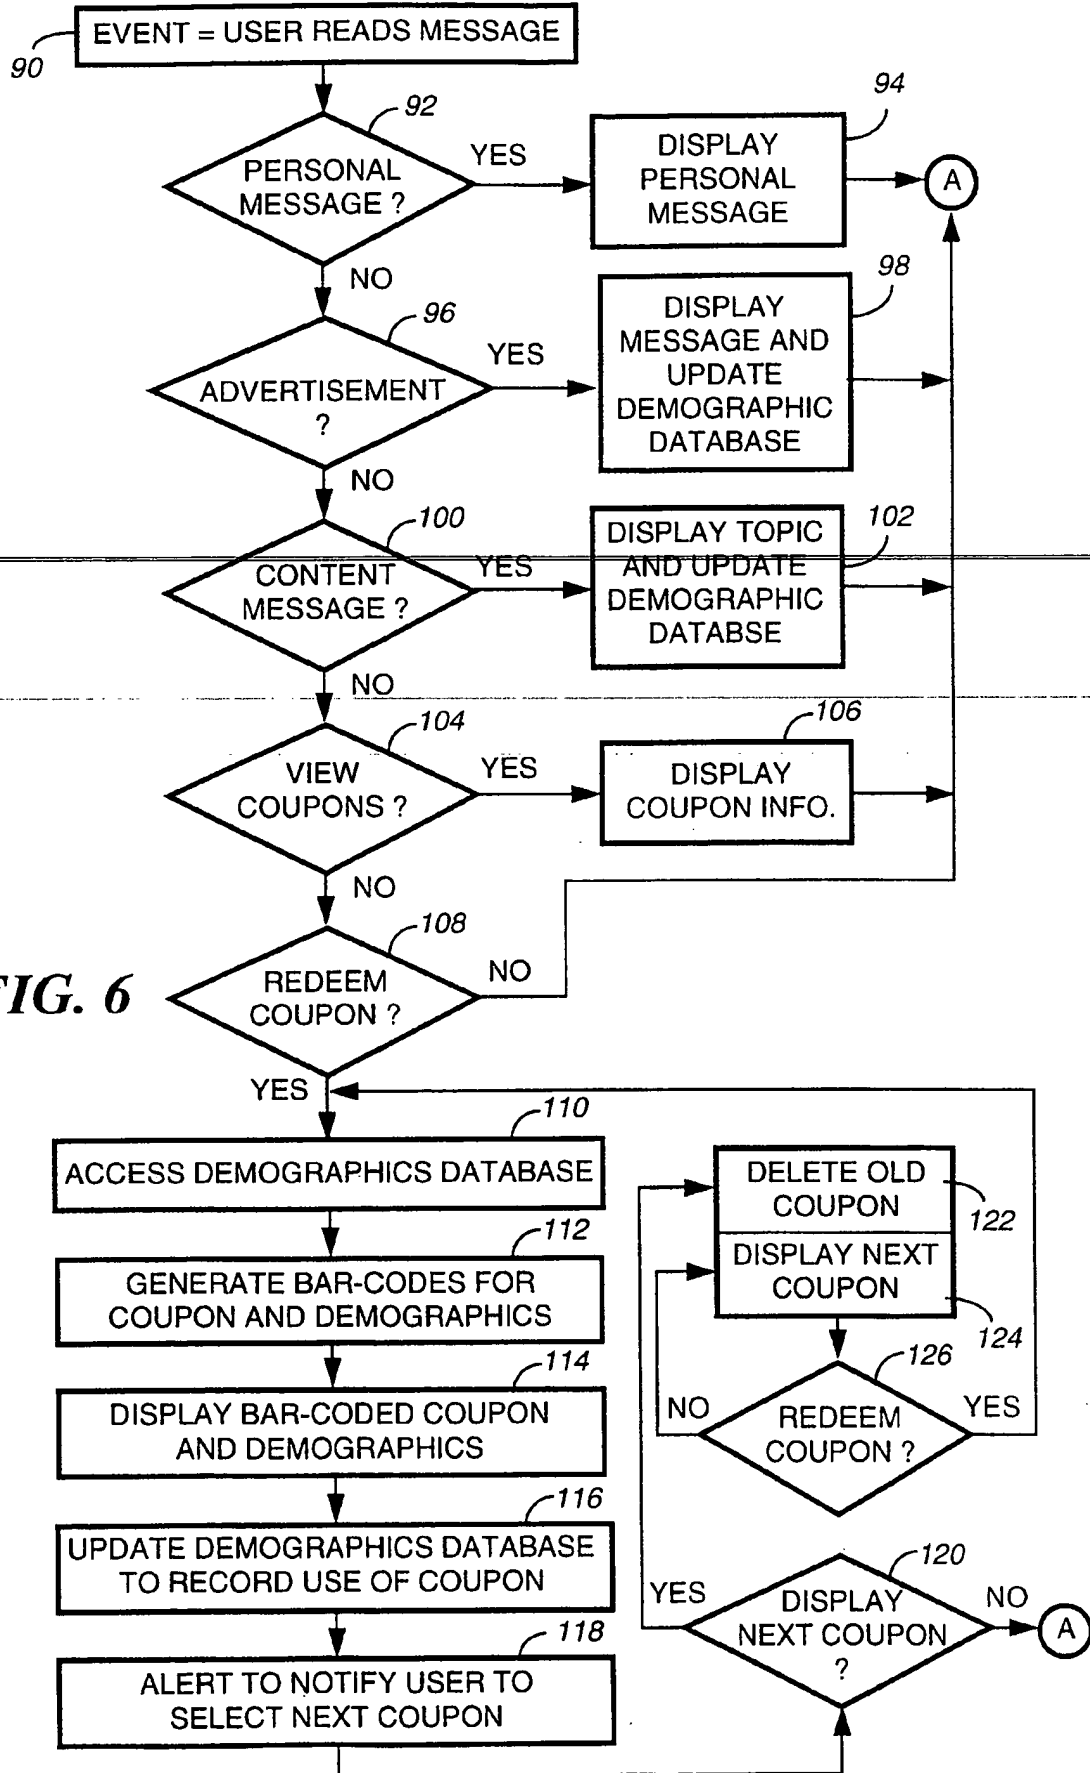 EVENT = USER READS MESSAGE
90
92
PERSONAL
MESSAGE ?
YES
DISPLAY
PERSONAL
MESSAGE
94
A
NO
96
ADVERTISEMENT
?
YES
DISPLAY
MESSAGE AND
UPDATE
DEMOGRAPHIC
DATABASE
98
NO
100
CONTENT
MESSAGE ?
YES
DISPLAY TOPIC
AND UPDATE
DEMOGRAPHIC
DATABSE
102
NO
104
VIEW
COUPONS ?
YES
106
DISPLAY
COUPON INFO.
NO
108
REDEEM
COUPON ?
NO
FIG. 6
YES
110
ACCESS DEMOGRAPHICS DATABASE
112
GENERATE BAR-CODES FOR
COUPON AND DEMOGRAPHICS
114
DISPLAY BAR-CODED COUPON
AND DEMOGRAPHICS
116
UPDATE DEMOGRAPHICS DATABASE
TO RECORD USE OF COUPON
118
ALERT TO NOTIFY USER TO
SELECT NEXT COUPON
DELETE OLD
COUPON
122
DISPLAY NEXT
COUPON
124
126
NO
REDEEM
COUPON ?
YES
120
YES
DISPLAY
NEXT COUPON
?
NO
A